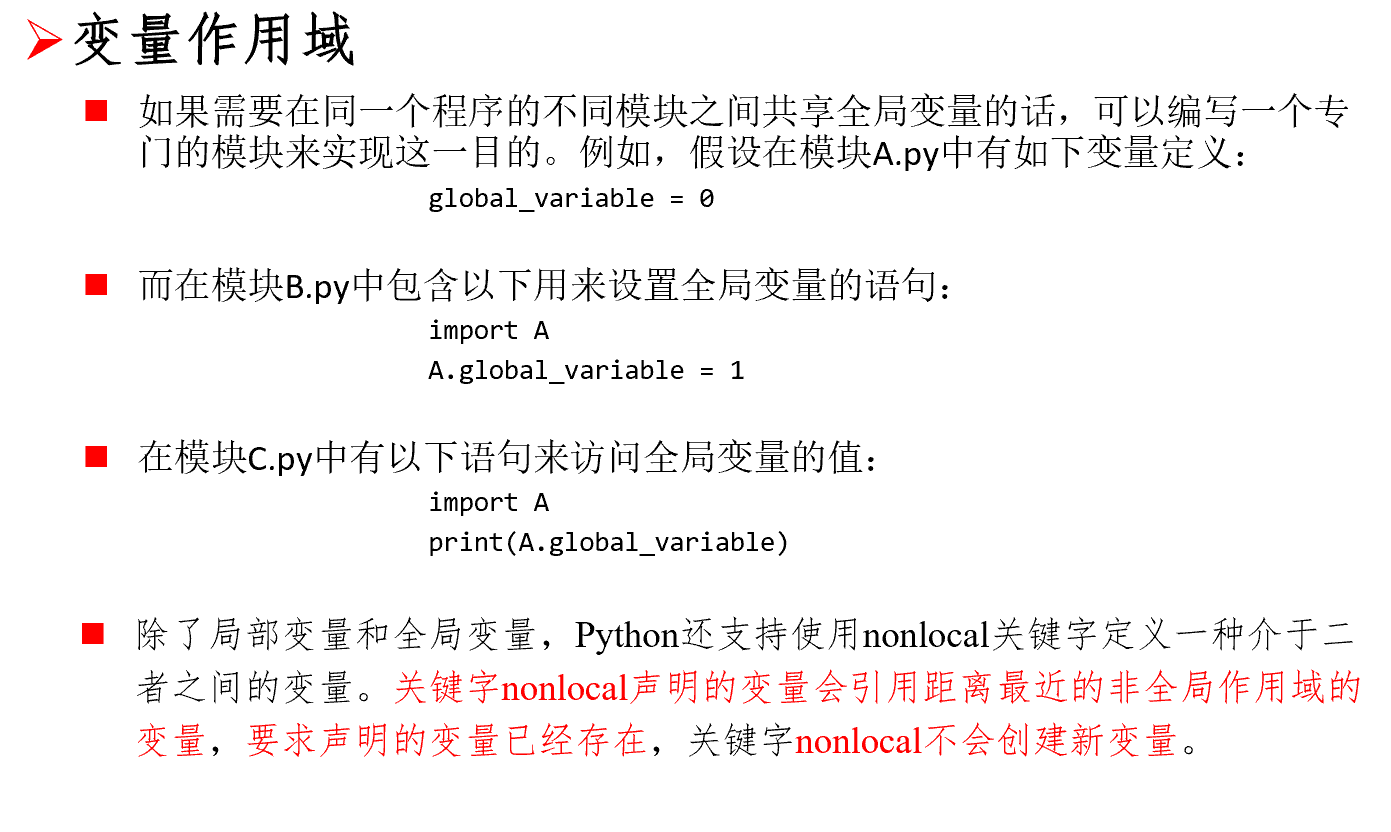 变量作用域
如果需要在同一个程序的不同模块之间共享全局变量的话，可以编写一个专
门的模块来实现这一目的。例如，假设在模块A.py中有如下变量定义：
global_variable = 0
而在模块B.py中包含以下用来设置全局变量的语句：
import A
A.global_variable = 1
在模块C.py中有以下语句来访问全局变量的值：
import A
print(A.global_variable)
除了局部变量和全局变量，Python还支持使用nonlocal关键字定义一种介于二
者之间的变量。关键字nonlocal声明的变量会引用距离最近的非全局作用域的
变量，要求声明的变量已经存在，关键字nonlocal不会创建新变量。